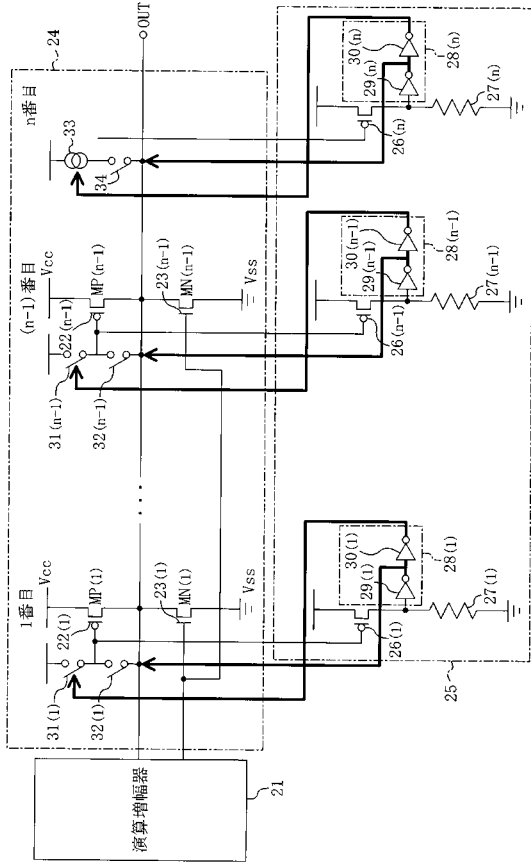 24
n番目
33
34
OUT
30(n)
29(n)
28(n)
26(n)
27(n)
(n-1)番目
Vcc
MP(n-1)
22(n-1)
31(n-1)
32(n-1)
23(n-1)
MN(n-1)
Vss
30(n-1)
29(n-1)
28(n-1)
26(n-1)
27(n-1)
...
1番目
Vcc
MP(1)
22(1)
31(1)
32(1)
23(1)
MN(1)
Vss
30(1)
29(1)
28(1)
26(1)
27(1)
25
演算増幅器
21